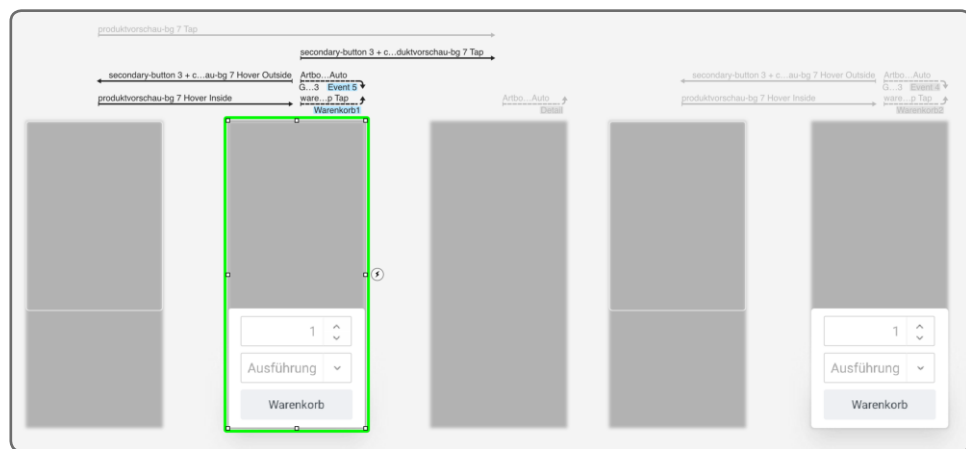 produktvorschau-bg 7 Tap
secondary-button 3 + c…duktvorschau-bg 7 Tap
secondary-button 3 + c…au-bg 7 Hover Outside
Artbo…Auto
G…3 Event 5
produktvorschau-bg 7 Hover Inside
ware…p Tap
Warenkorb1
Artbo…Auto
Detail
secondary-button 3 + c…au-bg 7 Hover Outside
Artbo…Auto
G…3 Event 4
produktvorschau-bg 7 Hover Inside
ware…p Tap
Warenkorb2
1
Ausführung
Warenkorb
1
Ausführung
Warenkorb